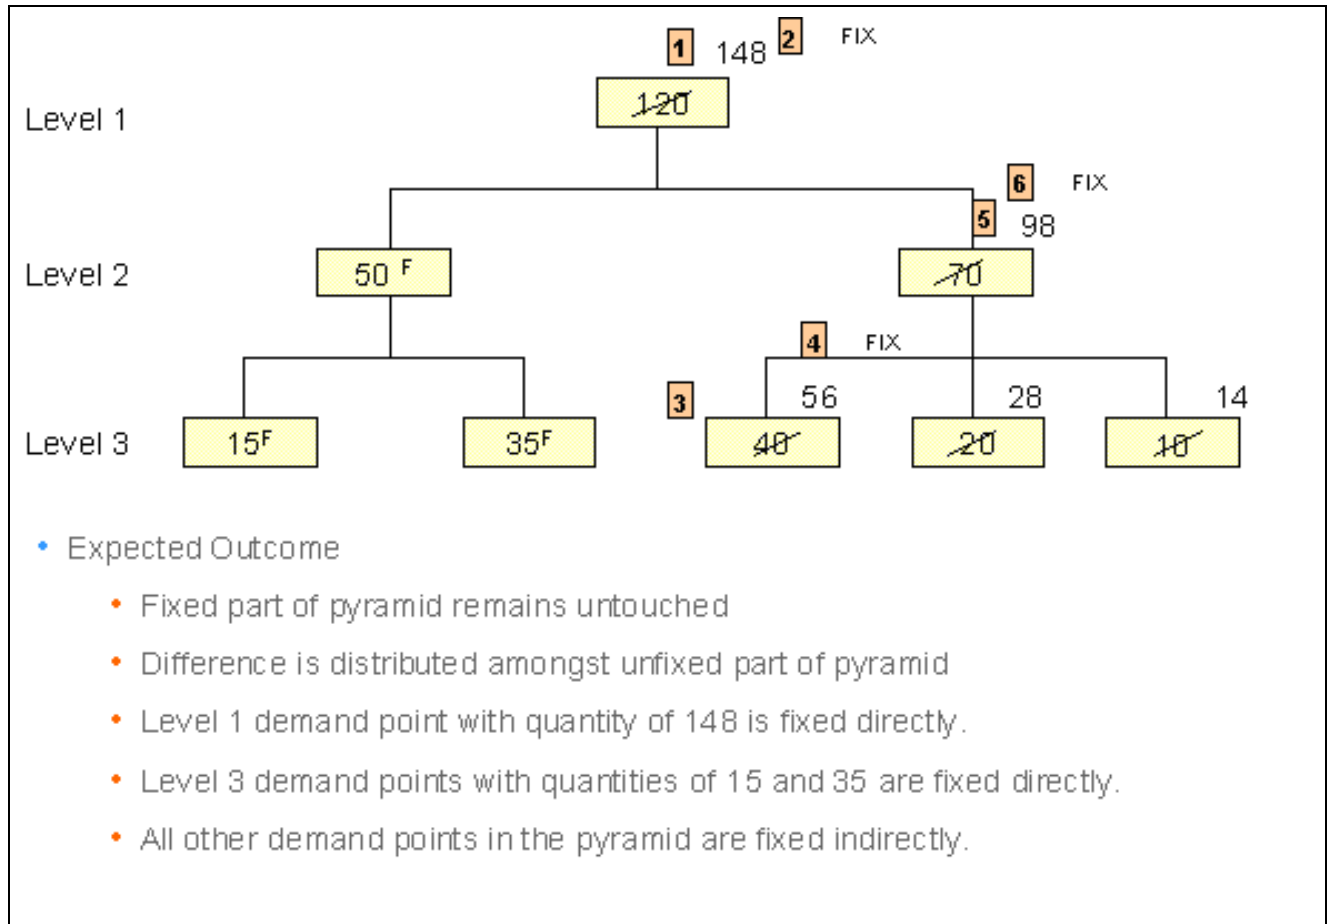 1 148 2 FIX
Level 1 120
6 FIX
5 98
Level 2 50 F 70
4 FIX
3 56 28 14
Level 3 15F 35F 40 20 10
• Expected Outcome
• Fixed part of pyramid remains untouched
• Difference is distributed amongst unfixed part of pyramid
• Level 1 demand point with quantity of 148 is fixed directly.
• Level 3 demand points with quantities of 15 and 35 are fixed directly.
• All other demand points in the pyramid are fixed indirectly.